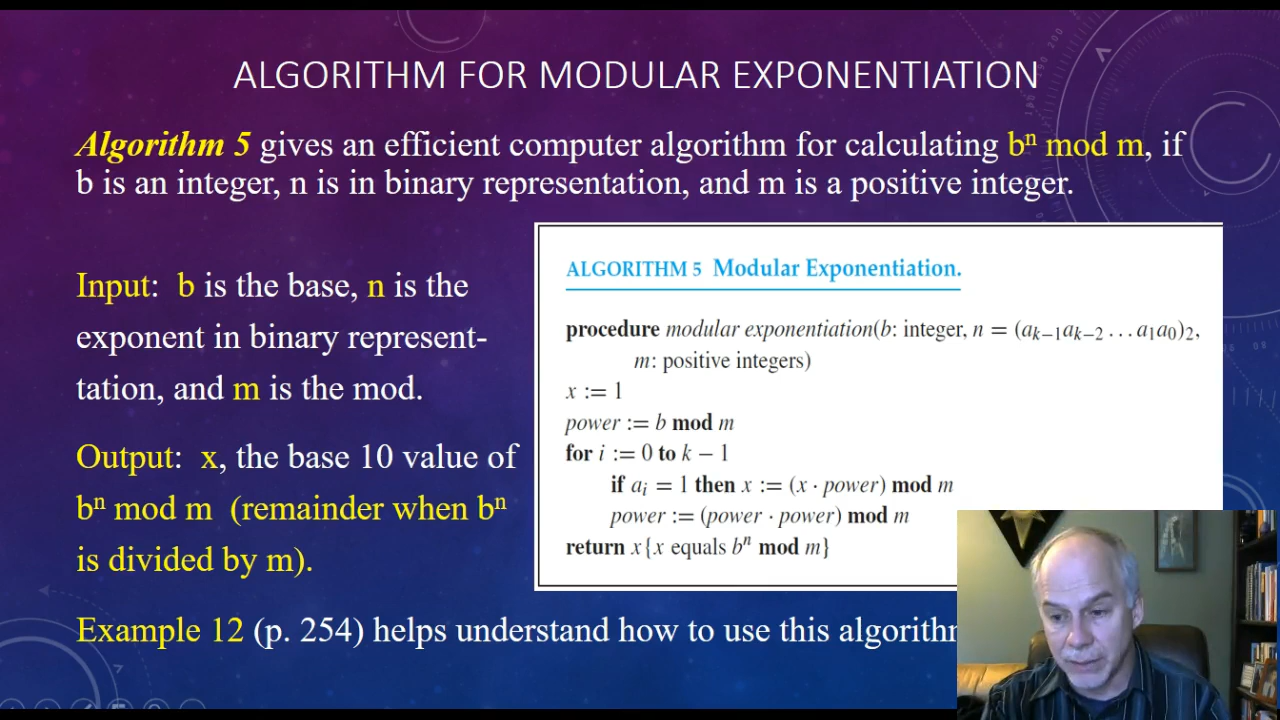 ALGORITHM FOR MODULAR EXPONENTIATION
Algorithm 5 gives an efficient computer algorithm for calculating bⁿ mod m, if
b is an integer, n is in binary representation, and m is a positive integer.
Input: b is the base, n is the
exponent in binary represent-
tation, and m is the mod.
Output: x, the base 10 value of
bⁿ mod m (remainder when bⁿ
is divided by m).
ALGORITHM 5 Modular Exponentiation.
procedure modular exponentiation(b: integer, n = (aₖ₋₁aₖ₋₂ … a₁a₀)₂,
m: positive integers)
x := 1
power := b mod m
for i := 0 to k − 1
if aᵢ = 1 then x := (x · power) mod m
power := (power · power) mod m
return x{x equals bⁿ mod m}
Example 12 (p. 254) helps understand how to use this